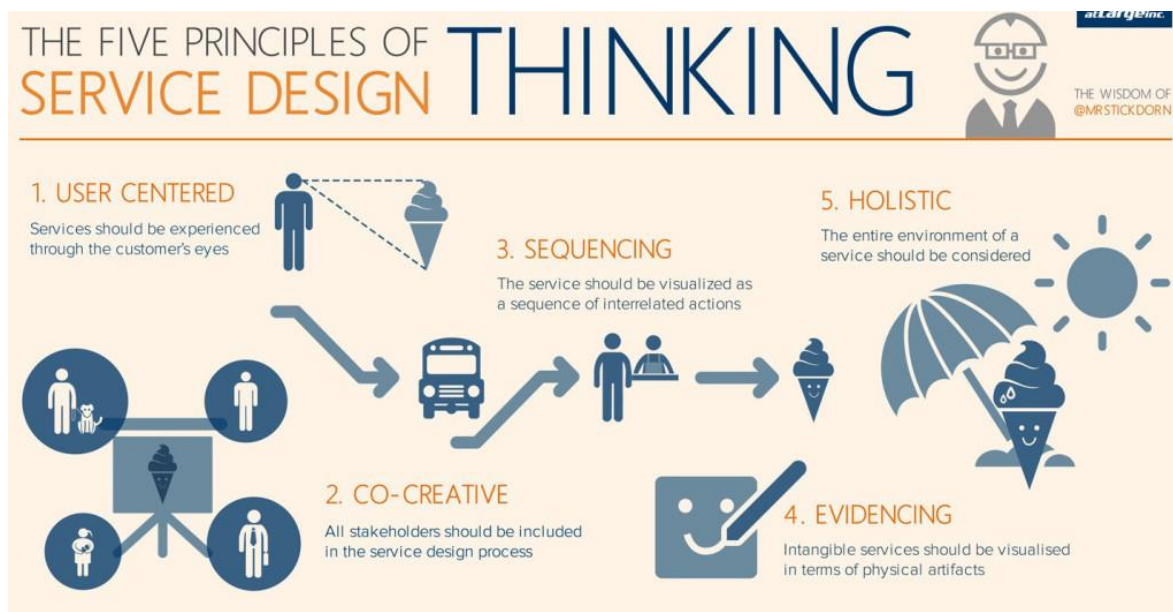 THE FIVE PRINCIPLES OF
SERVICE DESIGN THINKING
atLargeinc.
THE WISDOM OF
@MRSTICKDORN
1. USER CENTERED
Services should be experienced
through the customer's eyes
2. CO-CREATIVE
All stakeholders should be included
in the service design process
3. SEQUENCING
The service should be visualized as
a sequence of interrelated actions
4. EVIDENCING
Intangible services should be visualised
in terms of physical artifacts
5. HOLISTIC
The entire environment of a
service should be considered